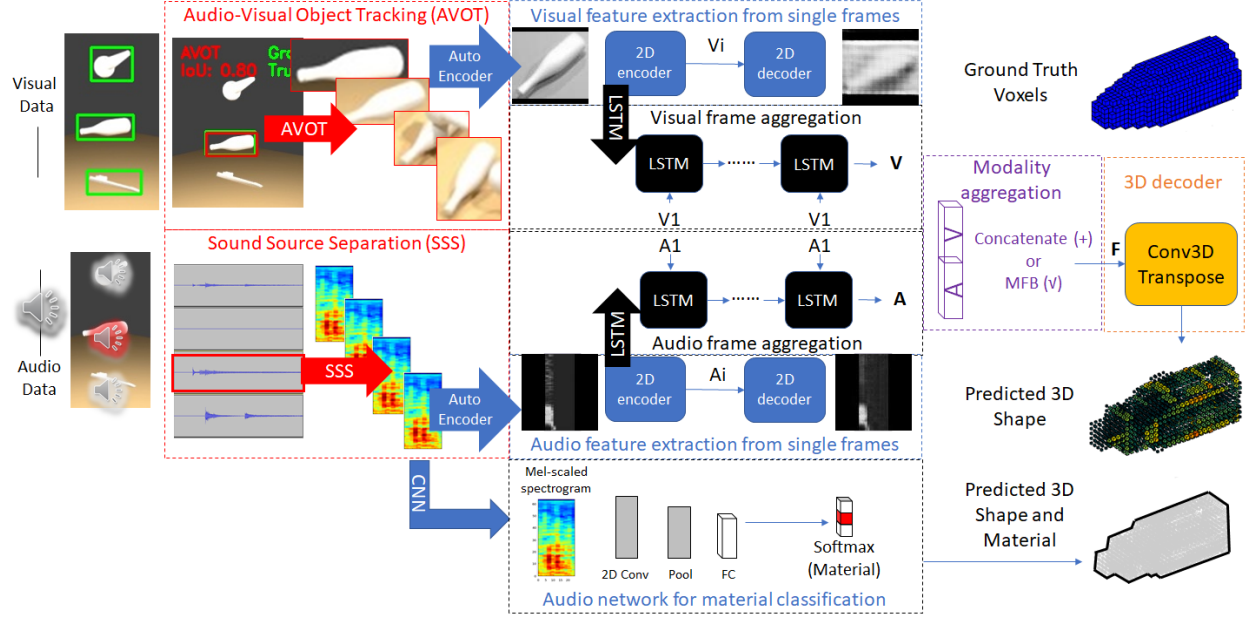 Audio-Visual Object Tracking (AVOT)
Visual feature extraction from single frames
Visual
Data
AVOT
IoU: 0.80
Gro
Tru
Auto
Encoder
AVOT
2D
encoder
Vi
2D
decoder
Ground Truth
Voxels
LSTM
Visual frame aggregation
LSTM
......
LSTM
V
V1
V1
Modality
aggregation
3D decoder
A V
Concatenate (+)
or
MFB (√)
F
Conv3D
Transpose
Sound Source Separation (SSS)
A1
A1
LSTM
......
LSTM
A
LSTM
Audio frame aggregation
Audio
Data
SSS
Auto
Encoder
2D
encoder
Ai
2D
decoder
Audio feature extraction from single frames
Predicted 3D
Shape
CNN
Mel-scaled
spectrogram
2D Conv
Pool
FC
Softmax
(Material)
Audio network for material classification
Predicted 3D
Shape and
Material